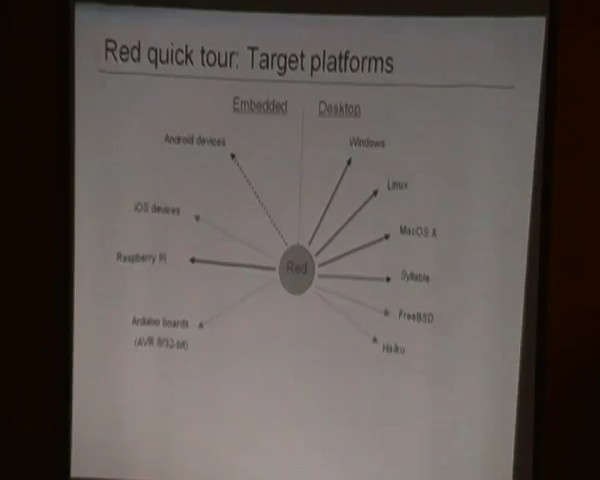 Red quick tour: Target platforms
Embedded
Desktop
Android devices
Windows
iOS devices
Linux
Raspberry Pi
MacOS X
Red
Syllable
Arduino boards
(AVR 8/32-bit)
FreeBSD
Haiku